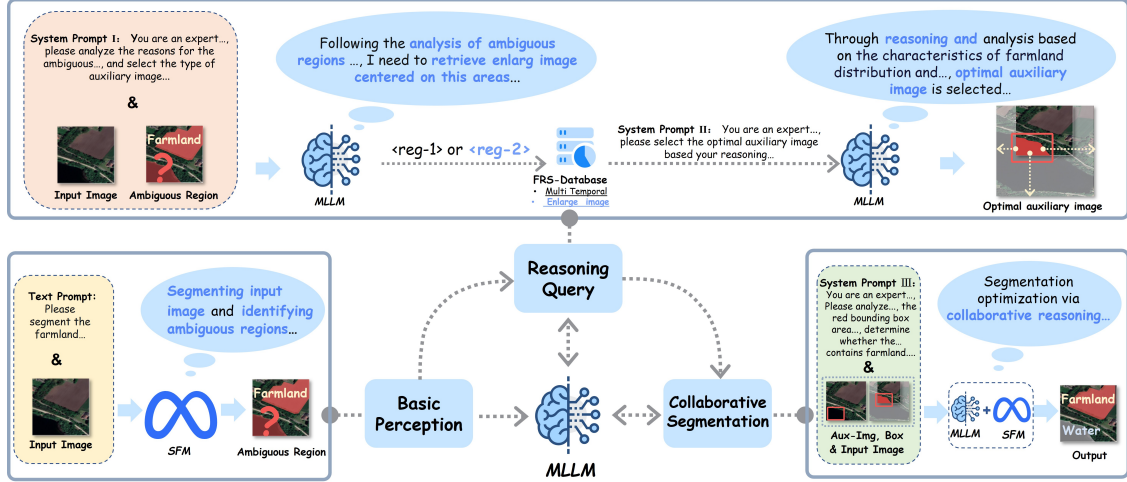 System Prompt I: You are an expert…,
please analyze the reasons for the
ambiguous…, and select the type of
auxiliary image...
&
Farmland
?
Input Image
Ambiguous Region
Following the analysis of ambiguous
regions …, I need to retrieve enlarg image
centered on this areas...
MLLM
<reg-1> or <reg-2>
FRS-Database
• Multi Temporal
• Enlarge image
System Prompt II: You are an expert…,
please select the optimal auxiliary image
based your reasoning...
Through reasoning and analysis based
on the characteristics of farmland
distribution and…, optimal auxiliary
image is selected…
MLLM
Optimal auxiliary image
Text Prompt:
Please
segment the
farmland...
&
Input Image
Segmenting input
image and identifying
ambiguous regions…
SFM
Farmland
?
Ambiguous Region
Basic
Perception
Reasoning
Query
MLLM
Collaborative
Segmentation
System Prompt III:
You are an expert…,
Please analyze…, the
red bounding box
area…, determine
whether the…
contains farmland....
&
Aux-Img, Box
& Input Image
Segmentation
optimization via
collaborative reasoning…
MLLM
+
SFM
Farmland
Water
Output